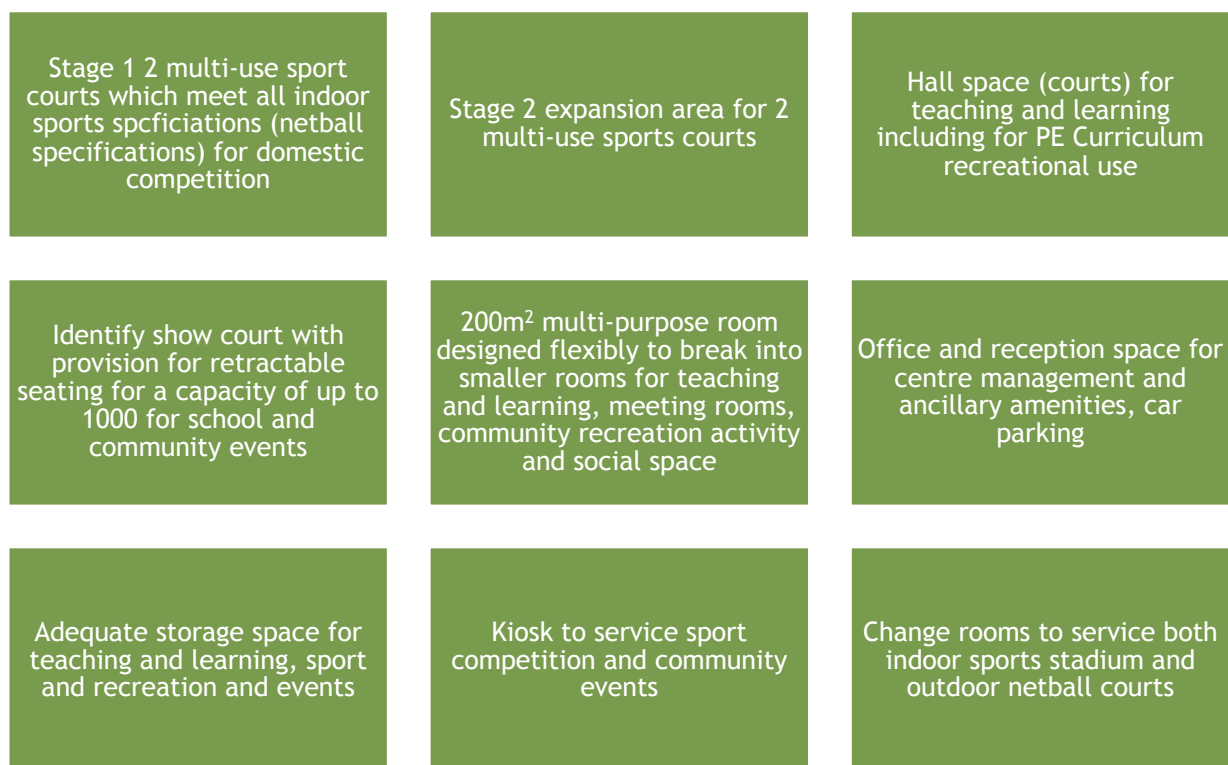 Stage 1 2 multi-use sport
courts which meet all indoor
sports spcficiations (netball
specifications) for domestic
competition
Stage 2 expansion area for 2
multi-use sports courts
Hall space (courts) for
teaching and learning
including for PE Curriculum
recreational use
Identify show court with
provision for retractable
seating for a capacity of up to
1000 for school and
community events
200m² multi-purpose room
designed flexibly to break into
smaller rooms for teaching
and learning, meeting rooms,
community recreation activity
and social space
Office and reception space for
centre management and
ancillary amenities, car
parking
Adequate storage space for
teaching and learning, sport
and recreation and events
Kiosk to service sport
competition and community
events
Change rooms to service both
indoor sports stadium and
outdoor netball courts